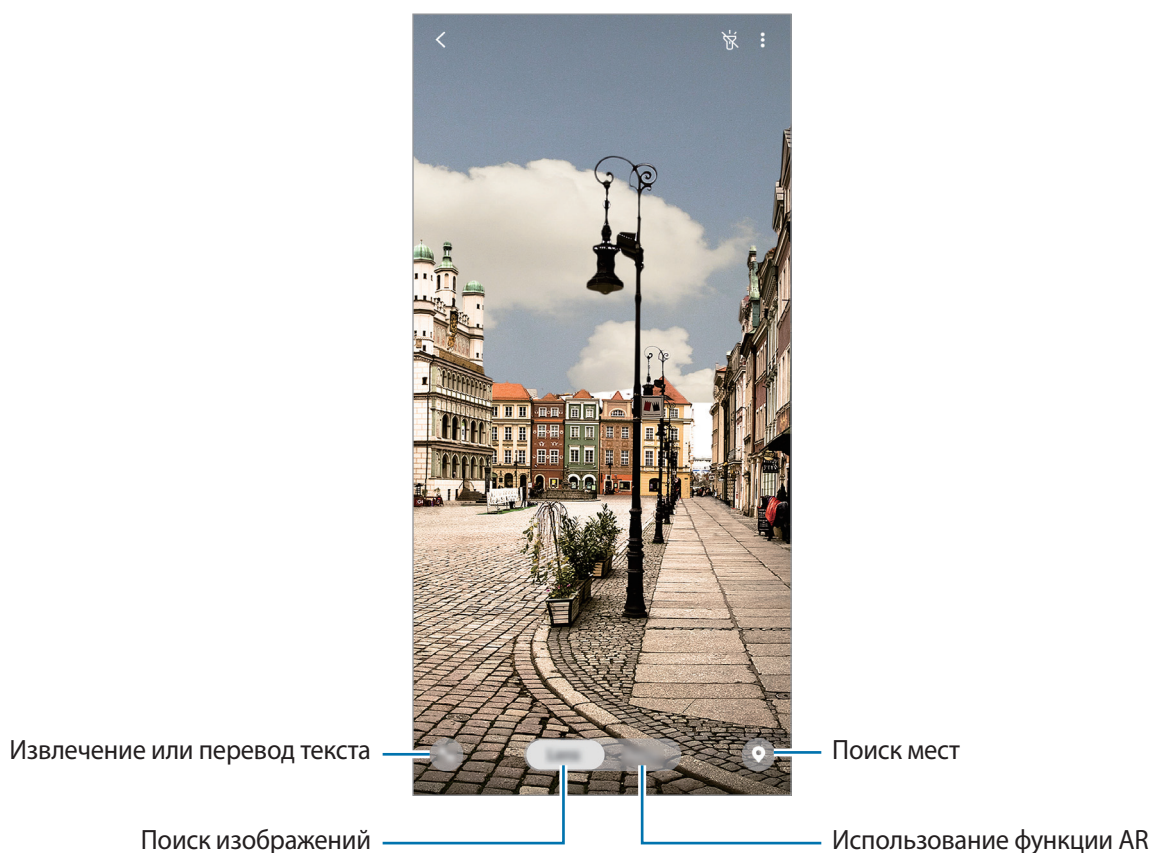 Извлечение или перевод текста
Поиск мест
Поиск изображений
Использование функции AR